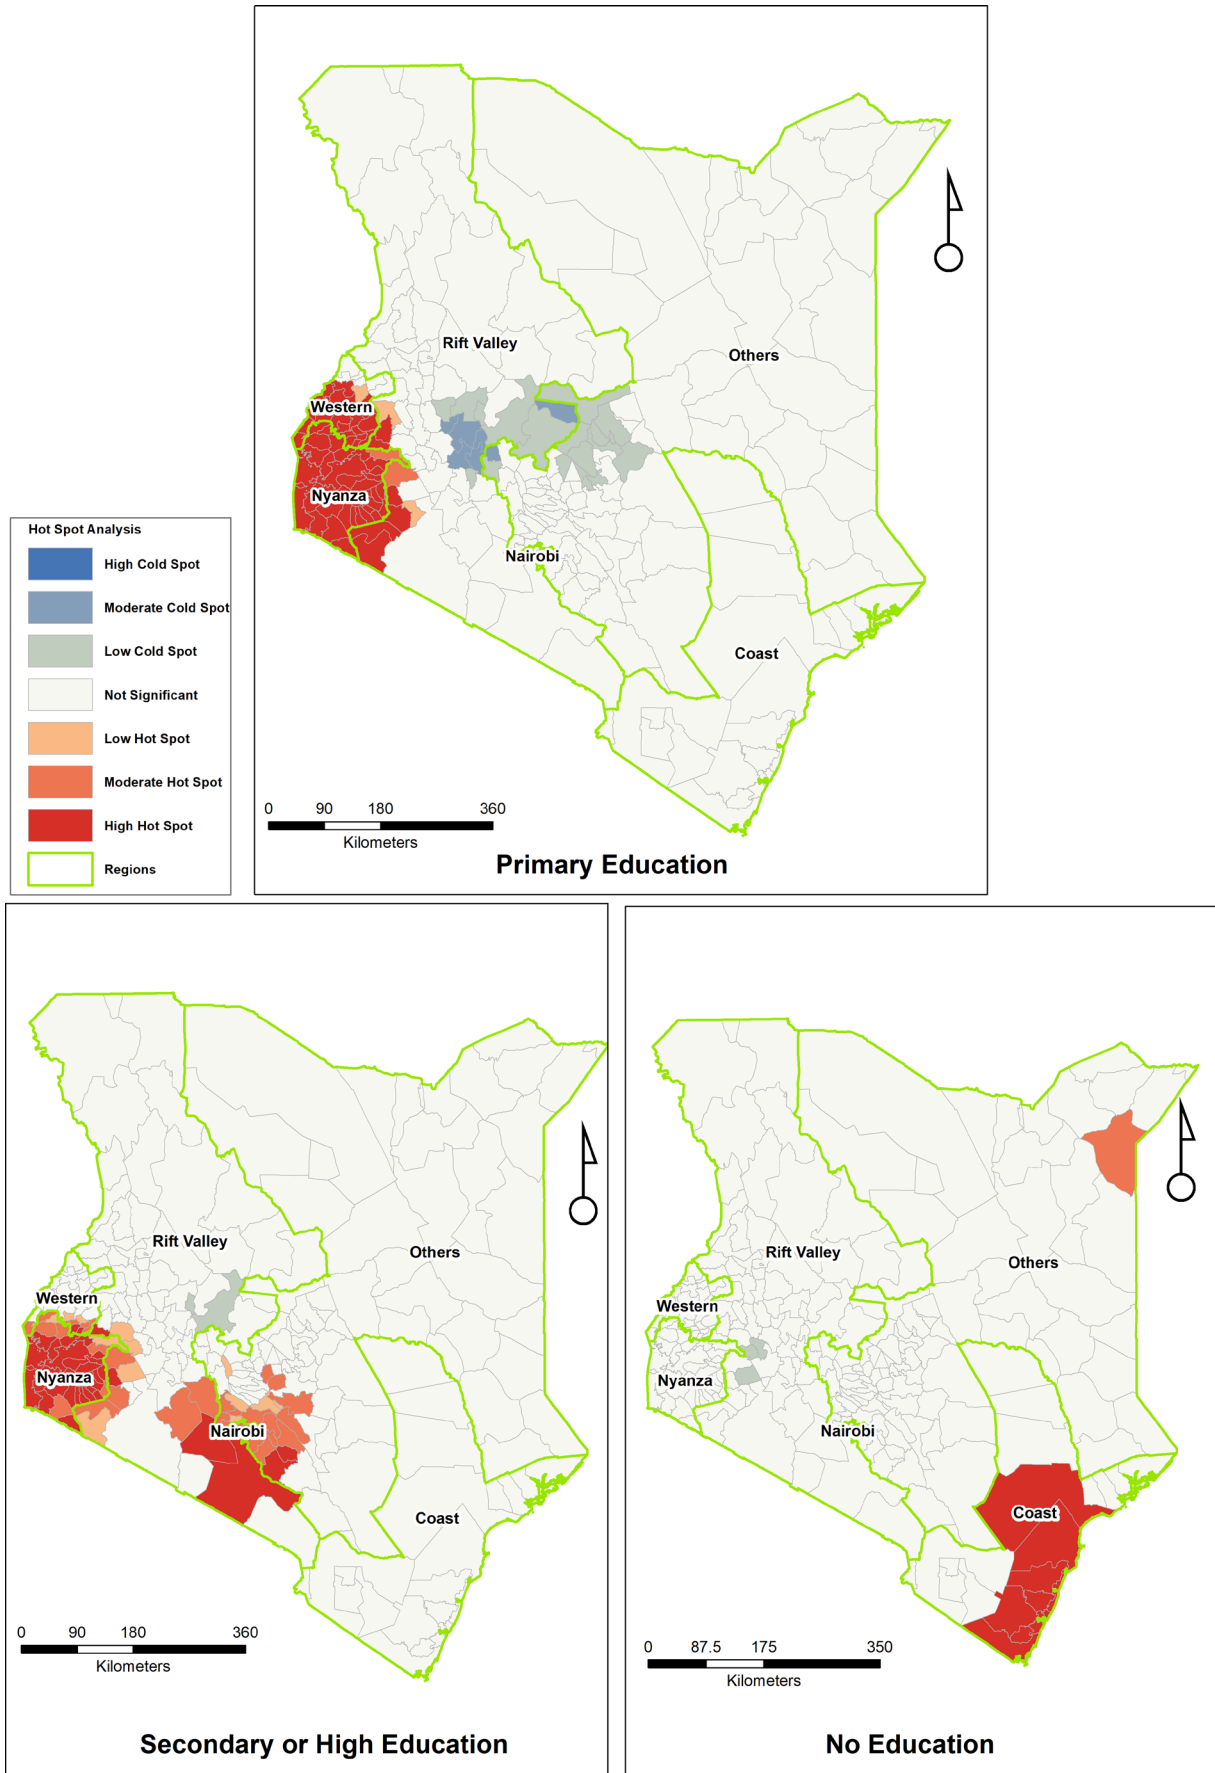 Rift Valley
Others
Western
Nyanza
Nairobi
Coast
0 90 180 360
Kilometers
Primary Education
Hot Spot Analysis
High Cold Spot
Moderate Cold Spot
Low Cold Spot
Not Significant
Low Hot Spot
Moderate Hot Spot
High Hot Spot
Regions
Rift Valley
Others
Western
Nyanza
Nairobi
Coast
0 90 180 360
Kilometers
Secondary or High Education
Rift Valley
Others
Western
Nyanza
Nairobi
Coast
0 87.5 175 350
Kilometers
No Education